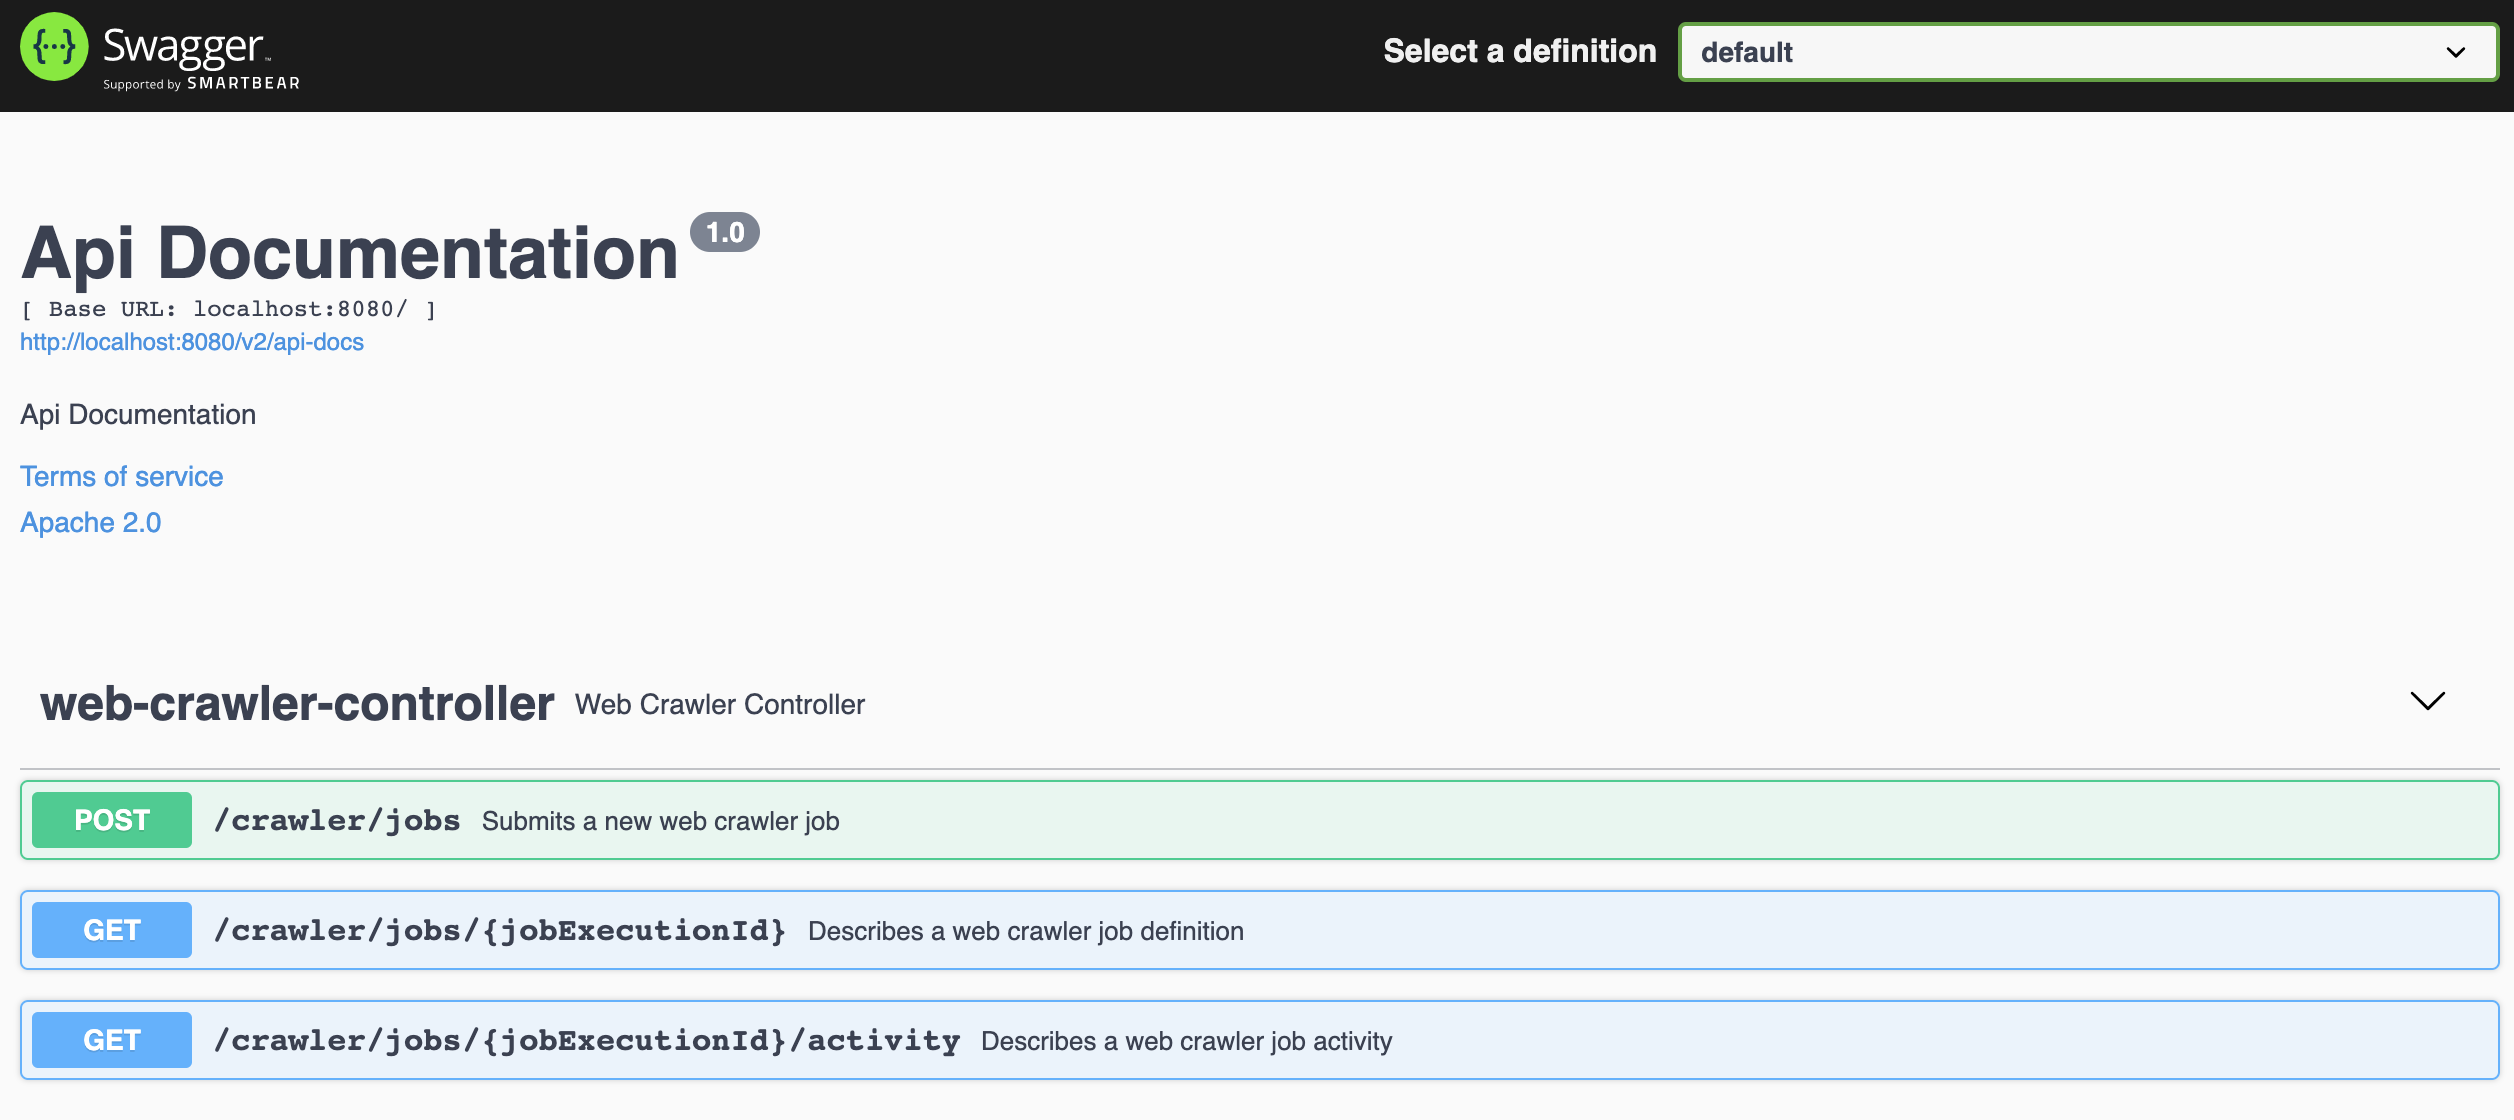 {...} Swagger™
Supported by SMARTBEAR
Select a definition default
Api Documentation 1.0
[ Base URL: localhost:8080/ ]
http://localhost:8080/v2/api-docs
Api Documentation
Terms of service
Apache 2.0
web-crawler-controller Web Crawler Controller
POST /crawler/jobs Submits a new web crawler job
GET /crawler/jobs/{jobExecutionId} Describes a web crawler job definition
GET /crawler/jobs/{jobExecutionId}/activity Describes a web crawler job activity